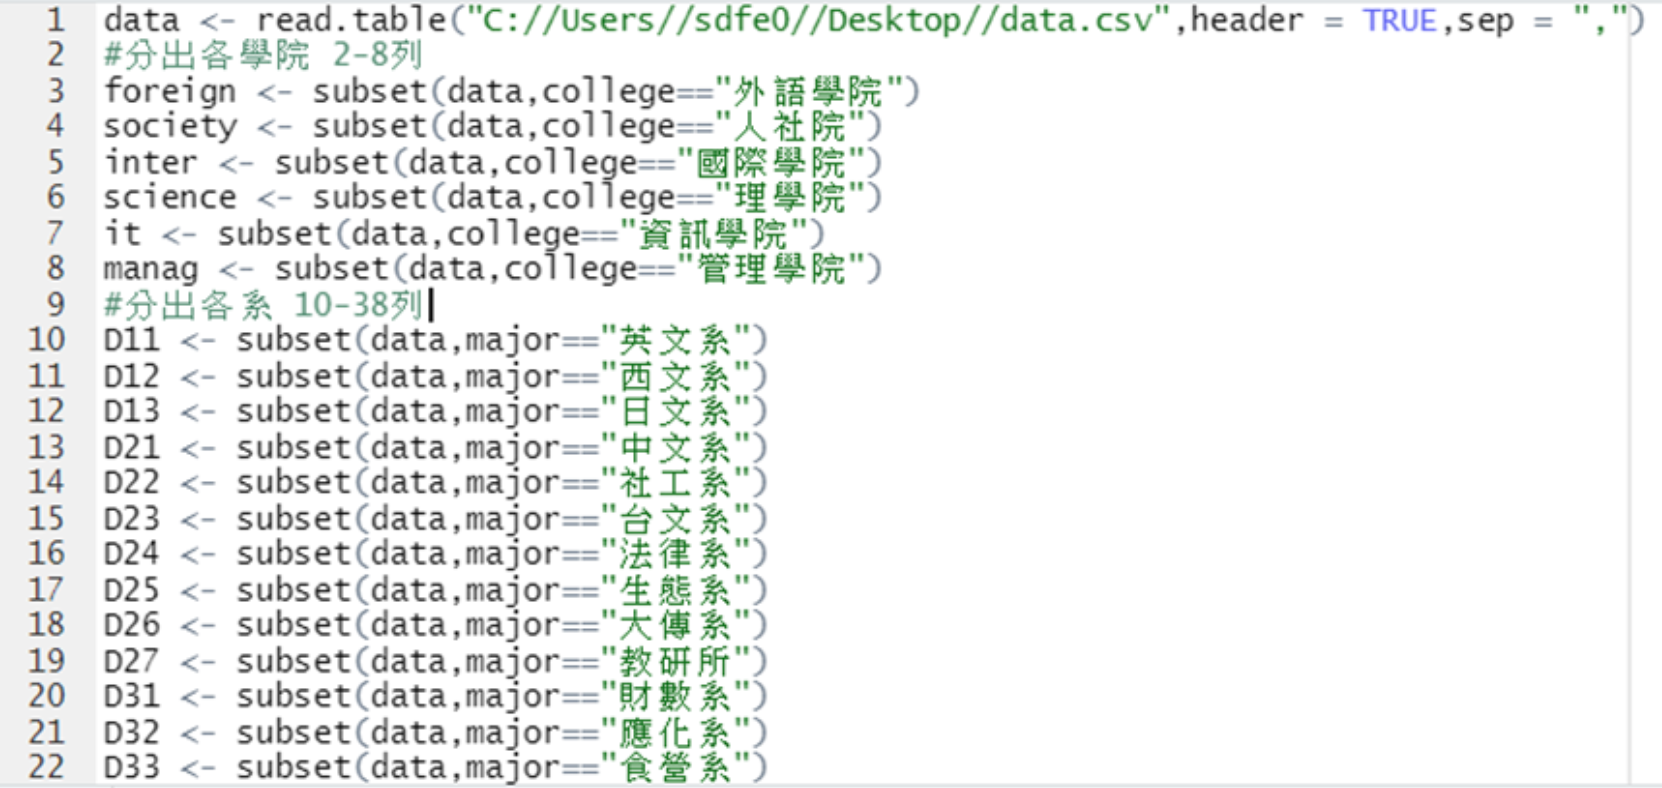 1 data <- read.table("C://Users//sdfe0//Desktop//data.csv",header = TRUE,sep = ",")
2 #分出各學院 2-8列
3 foreign <- subset(data,college=="外語學院")
4 society <- subset(data,college=="人社院")
5 inter <- subset(data,college=="國際學院")
6 science <- subset(data,college=="理學院")
7 it <- subset(data,college=="資訊學院")
8 manag <- subset(data,college=="管理學院")
9 #分出各系 10-38列
10 D11 <- subset(data,major=="英文系")
11 D12 <- subset(data,major=="西文系")
12 D13 <- subset(data,major=="日文系")
13 D21 <- subset(data,major=="中文系")
14 D22 <- subset(data,major=="社工系")
15 D23 <- subset(data,major=="台文系")
16 D24 <- subset(data,major=="法律系")
17 D25 <- subset(data,major=="生態系")
18 D26 <- subset(data,major=="大傳系")
19 D27 <- subset(data,major=="教研所")
20 D31 <- subset(data,major=="財數系")
21 D32 <- subset(data,major=="應化系")
22 D33 <- subset(data,major=="食營系")